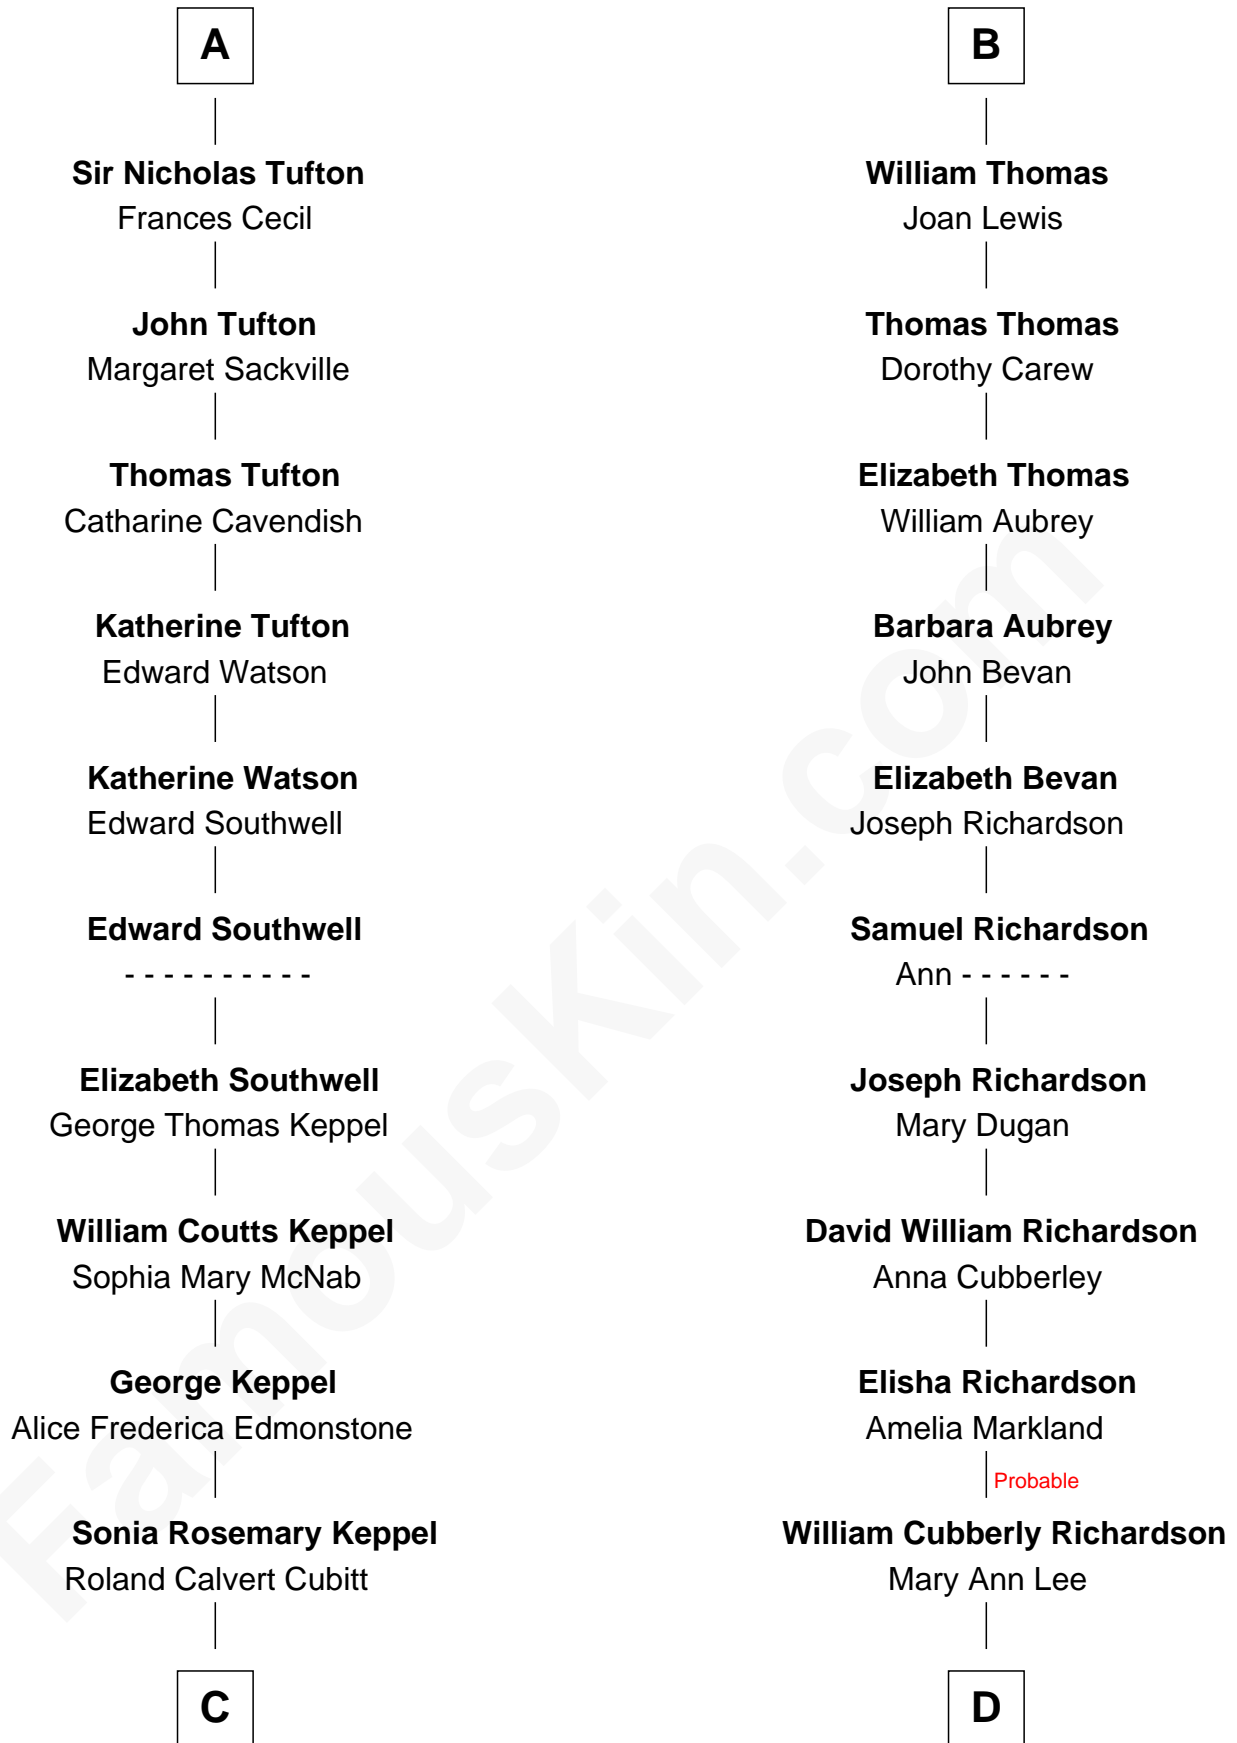 A
Sir Nicholas Tufton
Frances Cecil
John Tufton
Margaret Sackville
Thomas Tufton
Catharine Cavendish
Katherine Tufton
Edward Watson
Katherine Watson
Edward Southwell
Edward Southwell
- - - - - - - - - -
Elizabeth Southwell
George Thomas Keppel
William Coutts Keppel
Sophia Mary McNab
George Keppel
Alice Frederica Edmonstone
Sonia Rosemary Keppel
Roland Calvert Cubitt
C
B
William Thomas
Joan Lewis
Thomas Thomas
Dorothy Carew
Elizabeth Thomas
William Aubrey
Barbara Aubrey
John Bevan
Elizabeth Bevan
Joseph Richardson
Samuel Richardson
Ann - - - - - -
Joseph Richardson
Mary Dugan
David William Richardson
Anna Cubberley
Elisha Richardson
Amelia Markland
Probable
William Cubberly Richardson
Mary Ann Lee
D
FamousKin.com